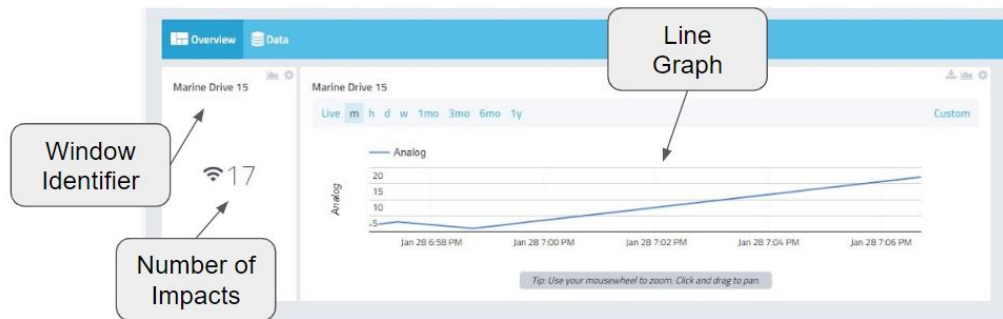 Overview Data
Marine Drive 15
17
Marine Drive 15
Live m h d w 1mo 3mo 6mo 1y Custom
Analog
Analog
20
15
10
-5
Jan 28 6:58 PM Jan 28 7:00 PM Jan 28 7:02 PM Jan 28 7:04 PM Jan 28 7:06 PM
Tip: Use your mousewheel to zoom. Click and drag to pan.
Line
Graph
Window
Identifier
Number of
Impacts